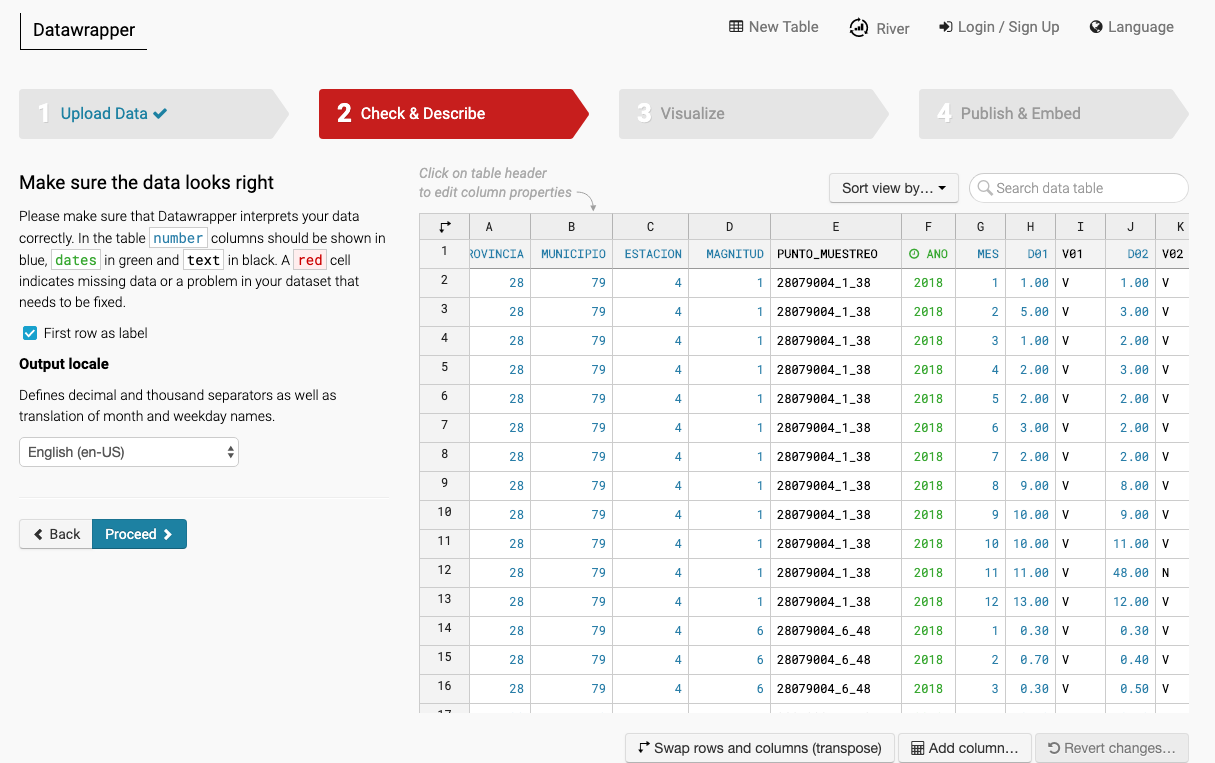 Datawrapper
New Table River Login / Sign Up Language
1 Upload Data
2 Check & Describe
3 Visualize
4 Publish & Embed
Make sure the data looks right
Please make sure that Datawrapper interprets your data
correctly. In the table number columns should be shown in
blue, dates in green and text in black. A red cell
indicates missing data or a problem in your dataset that
needs to be fixed.
First row as label
Output locale
Defines decimal and thousand separators as well as
translation of month and weekday names.
English (en-US)
Back Proceed
Click on table header
to edit column properties
Sort view by... Search data table
A B C D E F G H I J K
1 ROVINCIA MUNICIPIO ESTACION MAGNITUD PUNTO_MUESTREO ANO MES D01 V01 D02 V02
2 28 79 4 1 28079004_1_38 2018 1 1.00 V 1.00 V
3 28 79 4 1 28079004_1_38 2018 2 5.00 V 3.00 V
4 28 79 4 1 28079004_1_38 2018 3 1.00 V 2.00 V
5 28 79 4 1 28079004_1_38 2018 4 2.00 V 3.00 V
6 28 79 4 1 28079004_1_38 2018 5 2.00 V 2.00 V
7 28 79 4 1 28079004_1_38 2018 6 3.00 V 2.00 V
8 28 79 4 1 28079004_1_38 2018 7 2.00 V 2.00 V
9 28 79 4 1 28079004_1_38 2018 8 9.00 V 8.00 V
10 28 79 4 1 28079004_1_38 2018 9 10.00 V 9.00 V
11 28 79 4 1 28079004_1_38 2018 10 10.00 V 11.00 V
12 28 79 4 1 28079004_1_38 2018 11 11.00 V 48.00 N
13 28 79 4 1 28079004_1_38 2018 12 13.00 V 12.00 V
14 28 79 4 6 28079004_6_48 2018 1 0.30 V 0.30 V
15 28 79 4 6 28079004_6_48 2018 2 0.70 V 0.40 V
16 28 79 4 6 28079004_6_48 2018 3 0.30 V 0.50 V
Swap rows and columns (transpose) Add column... Revert changes...